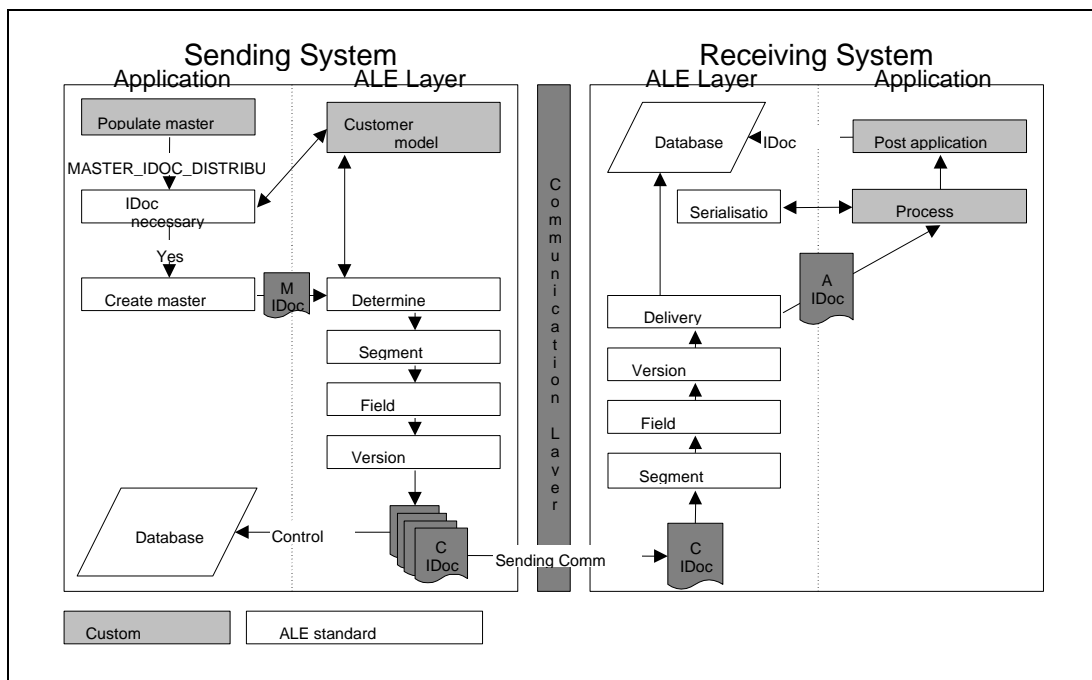 Sending System
Receiving System
Application
ALE Layer
ALE Layer
Application
Populate master
Customer
model
MASTER_IDOC_DISTRIBU
IDoc
necessary
Yes
Create master
M
IDoc
Determine
Segment
Field
Version
Database
Control
C
IDoc
Sending Comm
Communication Layer
Database
IDoc
Post application
Serialisatio
Process
A
IDoc
Delivery
Version
Field
Segment
C
IDoc
Custom
ALE standard